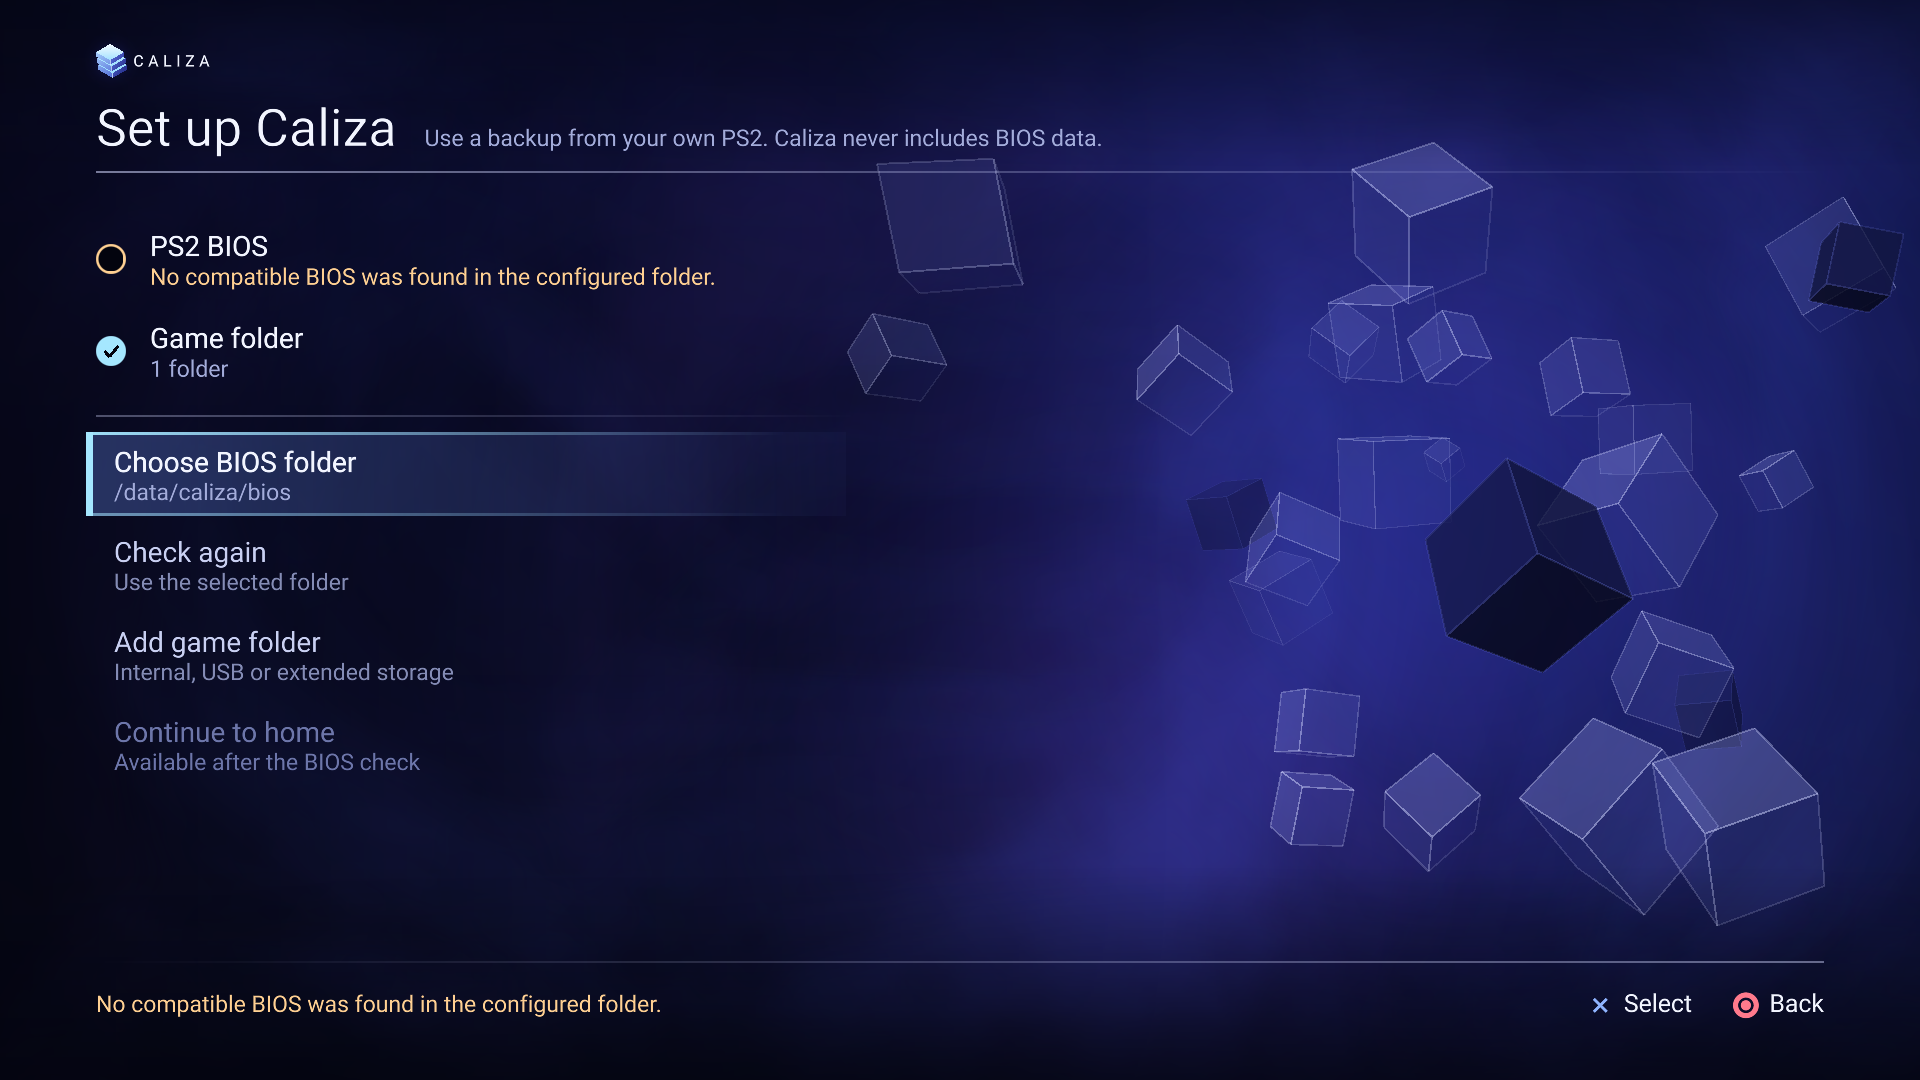 CALIZA
Set up Caliza
Use a backup from your own PS2. Caliza never includes BIOS data.
PS2 BIOS
No compatible BIOS was found in the configured folder.
Game folder
1 folder
Choose BIOS folder
/data/caliza/bios
Check again
Use the selected folder
Add game folder
Internal, USB or extended storage
Continue to home
Available after the BIOS check
No compatible BIOS was found in the configured folder.
Select
Back